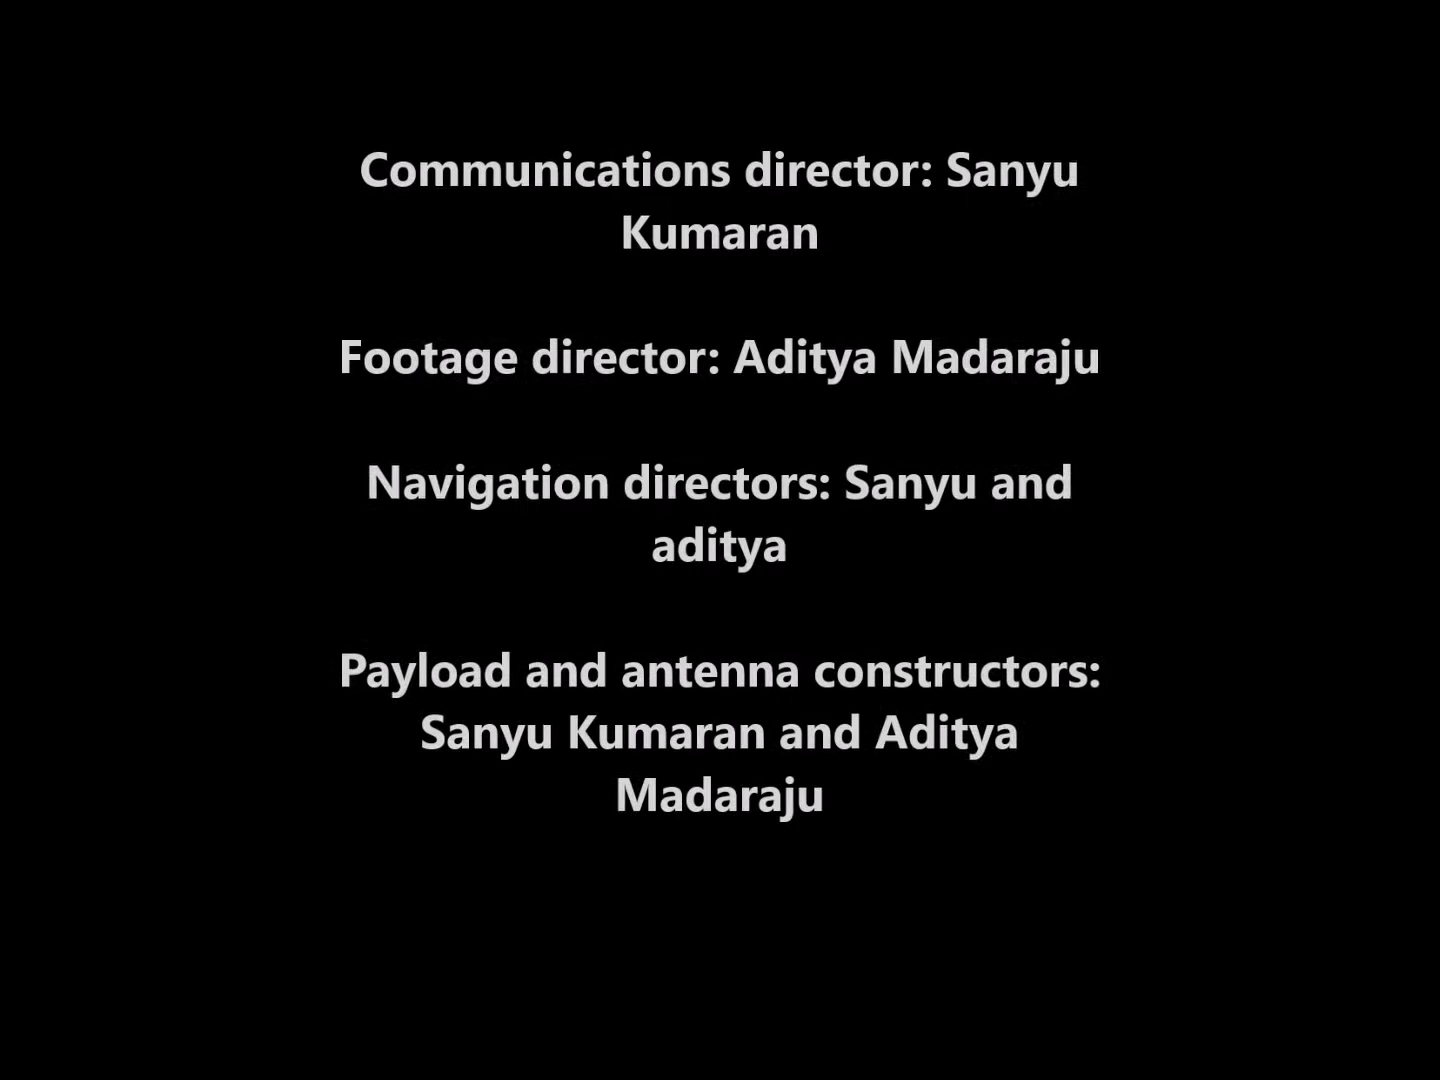 Communications director: Sanyu
Kumaran
Footage director: Aditya Madaraju
Navigation directors: Sanyu and
aditya
Payload and antenna constructors:
Sanyu Kumaran and Aditya
Madaraju